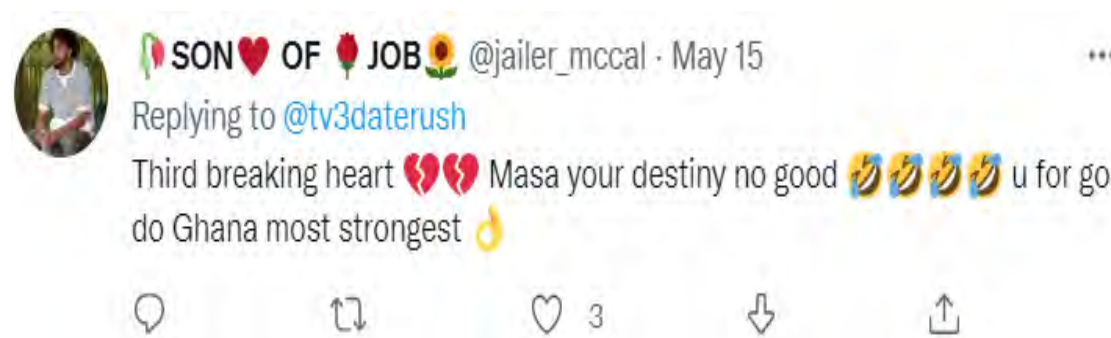 🥀SON♥️ OF 🌹JOB🌻 @jailer_mccal · May 15
Replying to @tv3daterush
Third breaking heart 💔💔 Masa your destiny no good 🤣🤣🤣🤣 u for go
do Ghana most strongest 👌
3